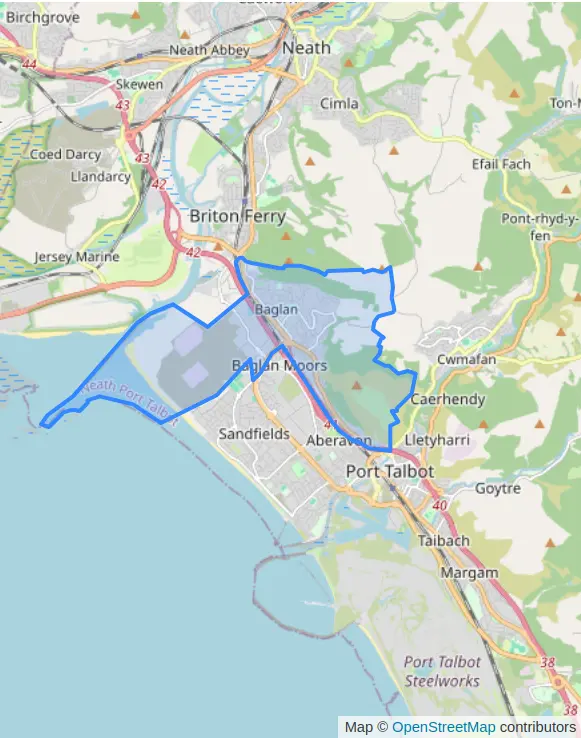 Birchgrove
Neath Abbey
Neath
44
Skewen
43
Cimla
Ton-M
Coed Darcy
43
Efail Fach
Llandarcy
42
Briton Ferry
Pont-rhyd-y-
fen
Jersey Marine
42
Baglan
Cwmafan
Baglan Moors
Neath Port Talbot
Caerhendy
Sandfields
41
Aberavon
Lletyharri
Port Talbot
Goytre
40
Taibach
Margam
Port Talbot
Steelworks
38
38
Map © OpenStreetMap contributors